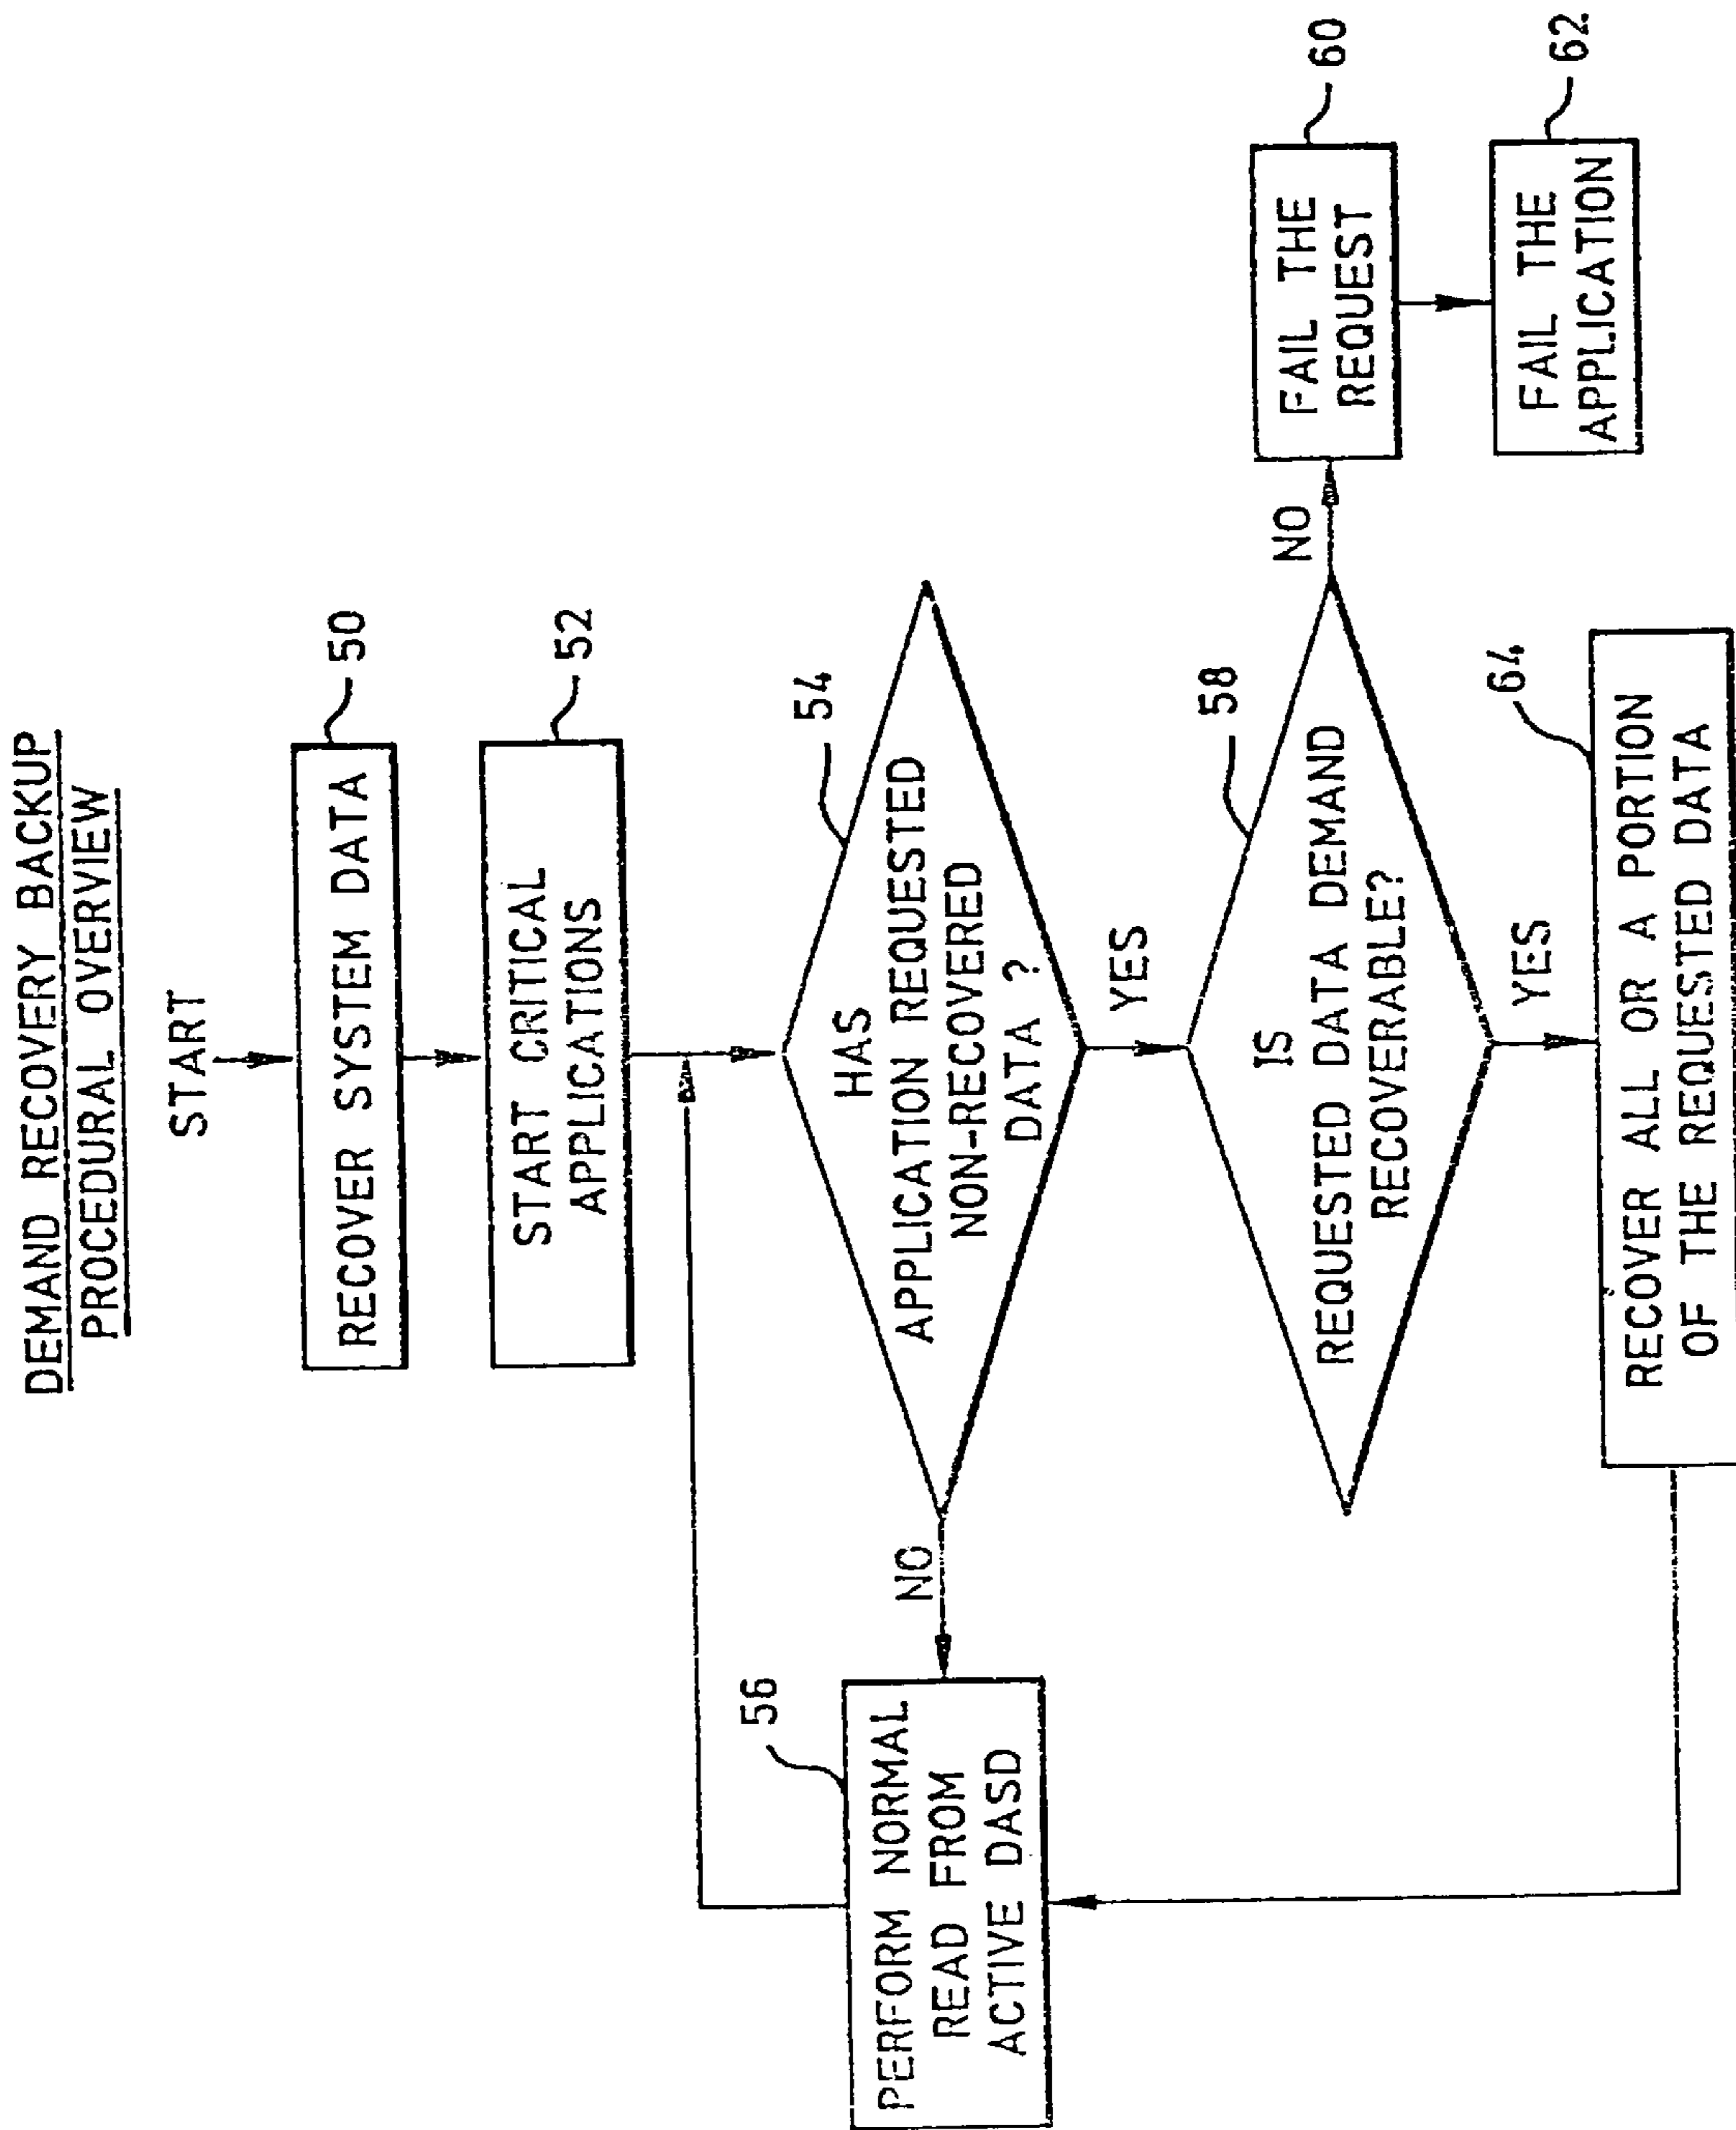 DEMAND RECOVERY BACKUP
PROCEDURAL OVERVIEW
START
50
RECOVER SYSTEM DATA
52
START CRITICAL
APPLICATIONS
54
HAS
APPLICATION REQUESTED
NON-RECOVERED
DATA ?
NO
56
PERFORM NORMAL
READ FROM
ACTIVE DASD
YES
58
IS
REQUESTED DATA DEMAND
RECOVERABLE?
NO
60
FAIL THE
REQUEST
62
FAIL THE
APPLICATION
YES
64
RECOVER ALL OR A PORTION
OF THE REQUESTED DATA